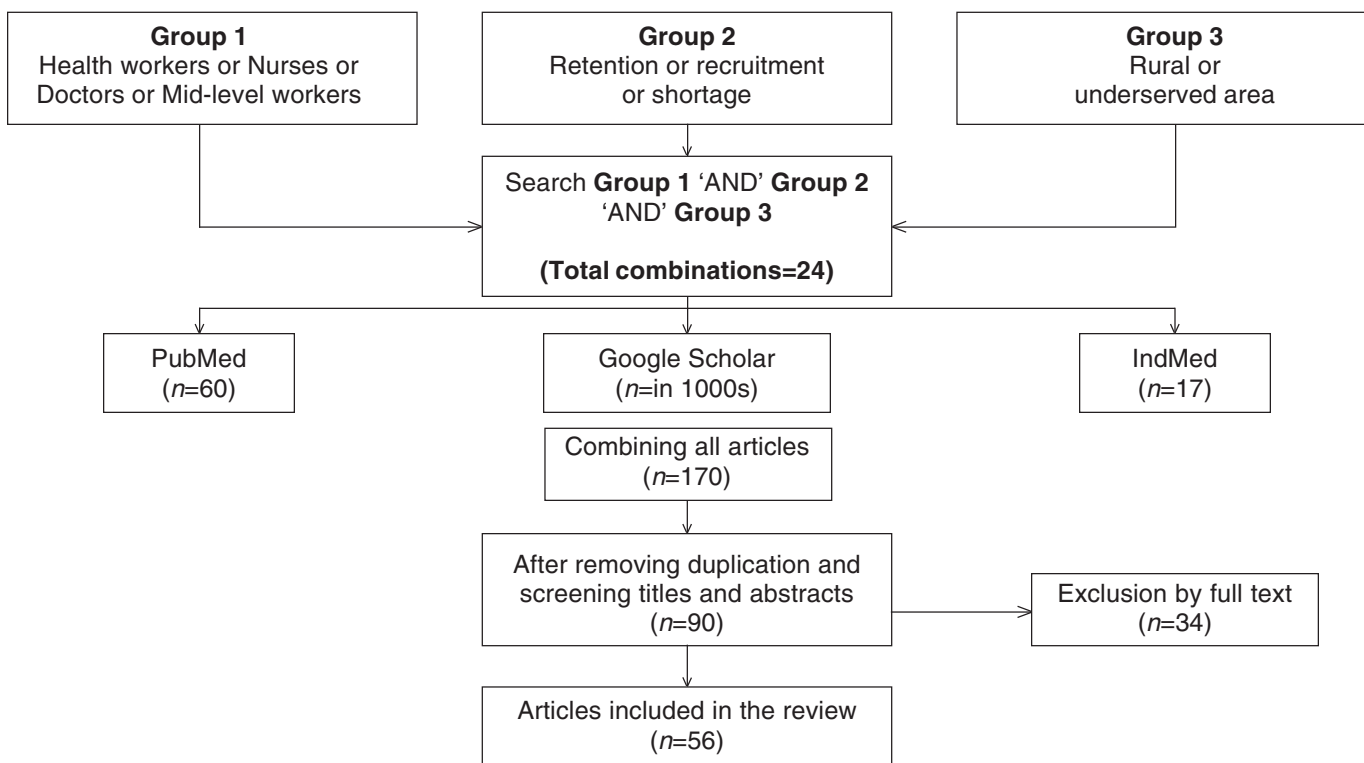 Group 1
Health workers or Nurses or
Doctors or Mid-level workers
Group 2
Retention or recruitment
or shortage
Group 3
Rural or
underserved area
Search Group 1 ‘AND’ Group 2
‘AND’ Group 3
(Total combinations=24)
PubMed
(n=60)
Google Scholar
(n=in 1000s)
IndMed
(n=17)
Combining all articles
(n=170)
After removing duplication and
screening titles and abstracts
(n=90)
Exclusion by full text
(n=34)
Articles included in the review
(n=56)